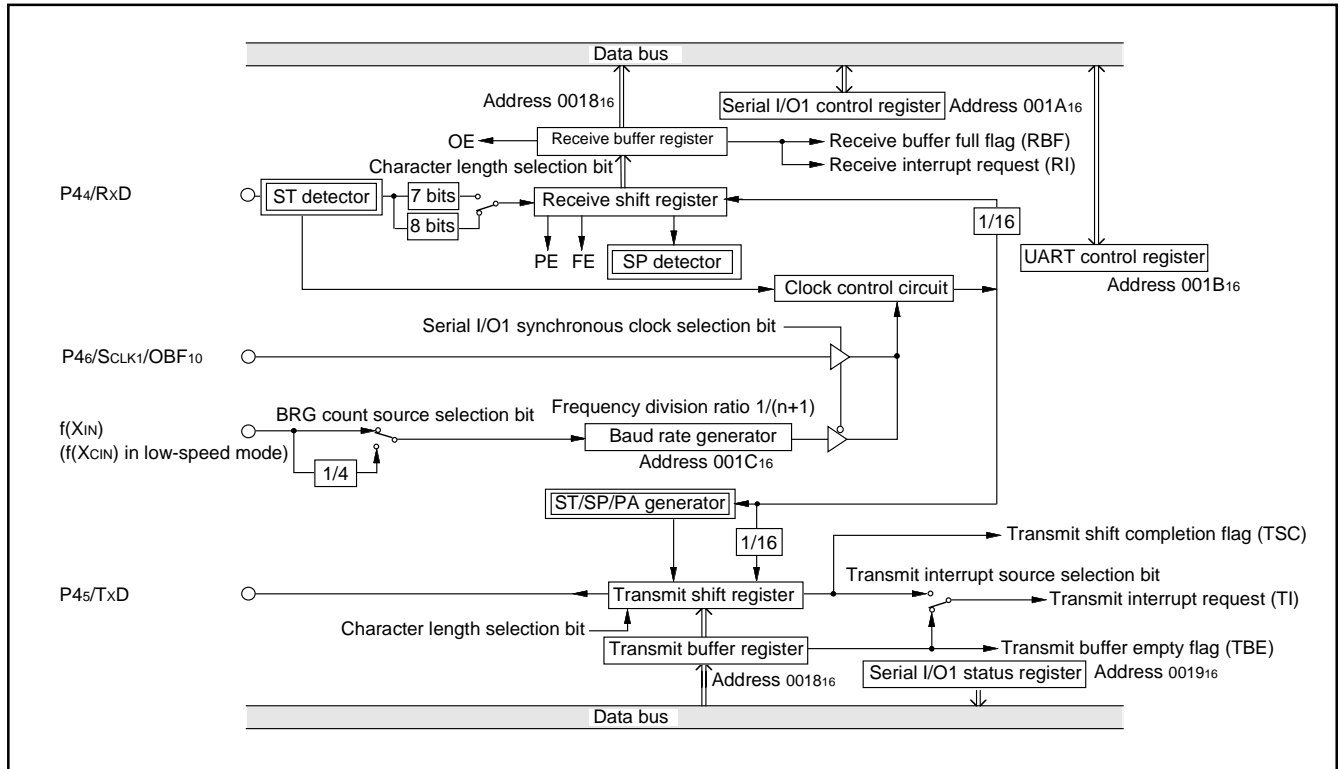 Data bus
Address 001816
Serial I/O1 control register Address 001A16
OE Receive buffer register Receive buffer full flag (RBF)
Character length selection bit Receive interrupt request (RI)
P44/RxD ST detector 7 bits Receive shift register
8 bits 1/16
PE FE SP detector UART control register
Address 001B16
Clock control circuit
Serial I/O1 synchronous clock selection bit
P46/SCLK1/OBF10
BRG count source selection bit Frequency division ratio 1/(n+1)
f(XIN) Baud rate generator
(f(XCIN) in low-speed mode) Address 001C16
1/4
ST/SP/PA generator
1/16 Transmit shift completion flag (TSC)
Transmit interrupt source selection bit
P45/TxD Transmit shift register Transmit interrupt request (TI)
Character length selection bit
Transmit buffer register Transmit buffer empty flag (TBE)
Address 001816 Serial I/O1 status register Address 001916
Data bus